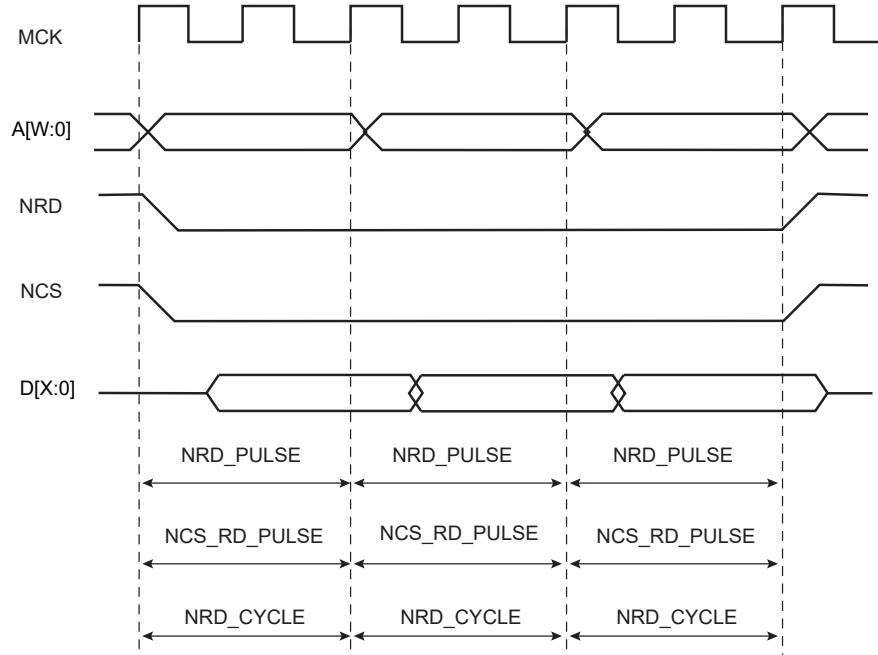 MCK
A[W:0]
NRD
NCS
D[X:0]
NRD_PULSE NRD_PULSE NRD_PULSE
NCS_RD_PULSE NCS_RD_PULSE NCS_RD_PULSE
NRD_CYCLE NRD_CYCLE NRD_CYCLE